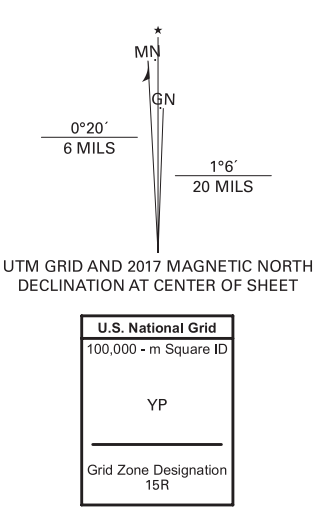 ★
MN
GN
0°20´
6 MILS
1°6´
20 MILS
UTM GRID AND 2017 MAGNETIC NORTH
DECLINATION AT CENTER OF SHEET
U.S. National Grid
100,000 - m Square ID
YP
Grid Zone Designation
15R